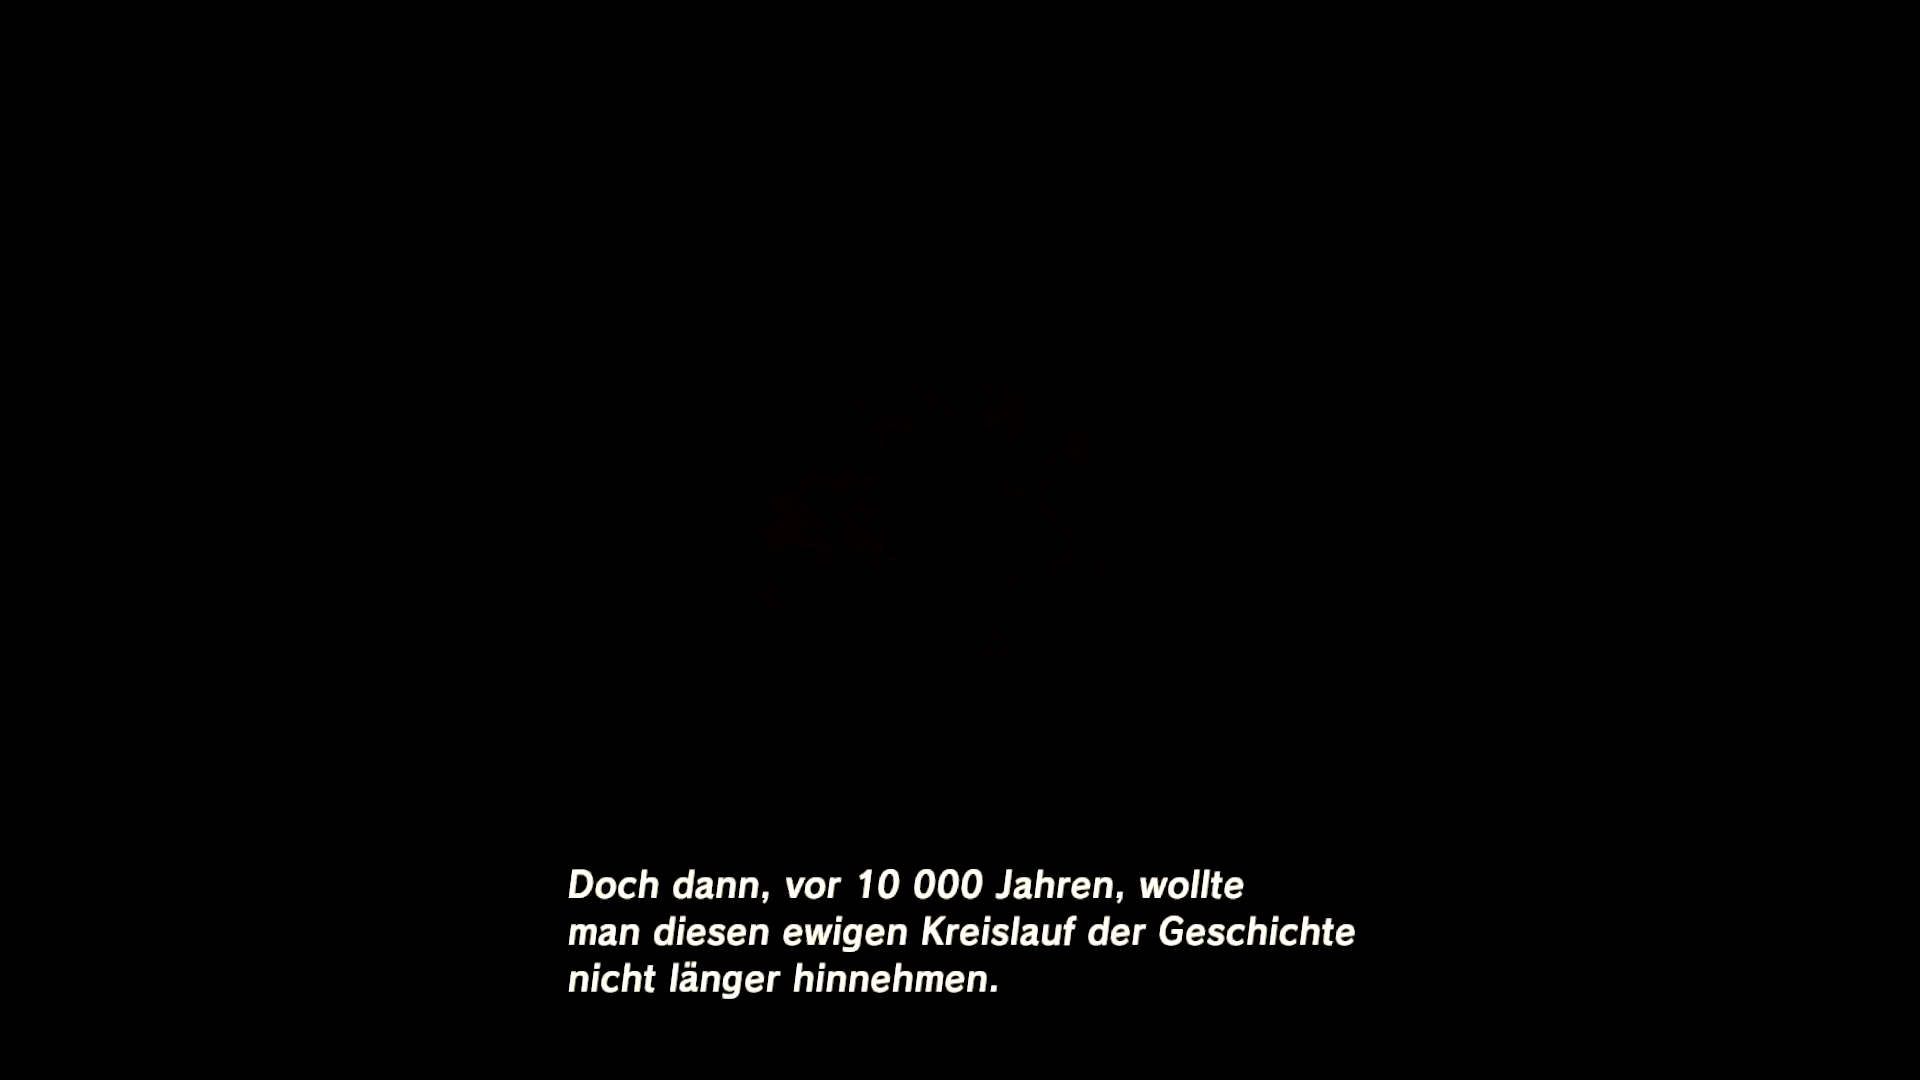 Doch dann, vor 10 000 Jahren, wollte
man diesen ewigen Kreislauf der Geschichte
nicht länger hinnehmen.